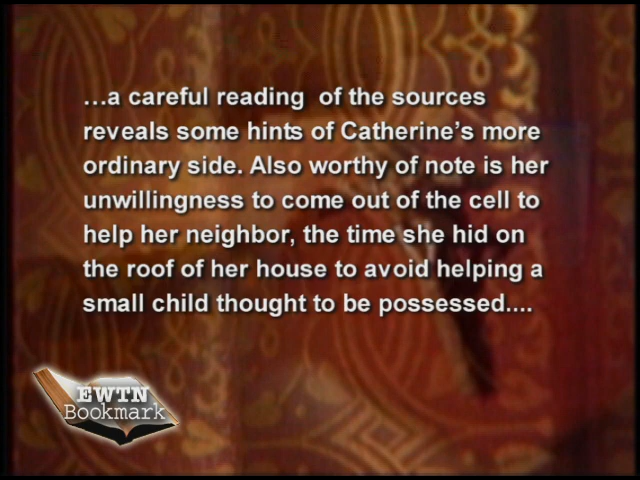 …a careful reading  of the sources
reveals some hints of Catherine’s more
ordinary side. Also worthy of note is her
unwillingness to come out of the cell to
help her neighbor, the time she hid on
the roof of her house to avoid helping a
small child thought to be possessed....
EWTN
Bookmark